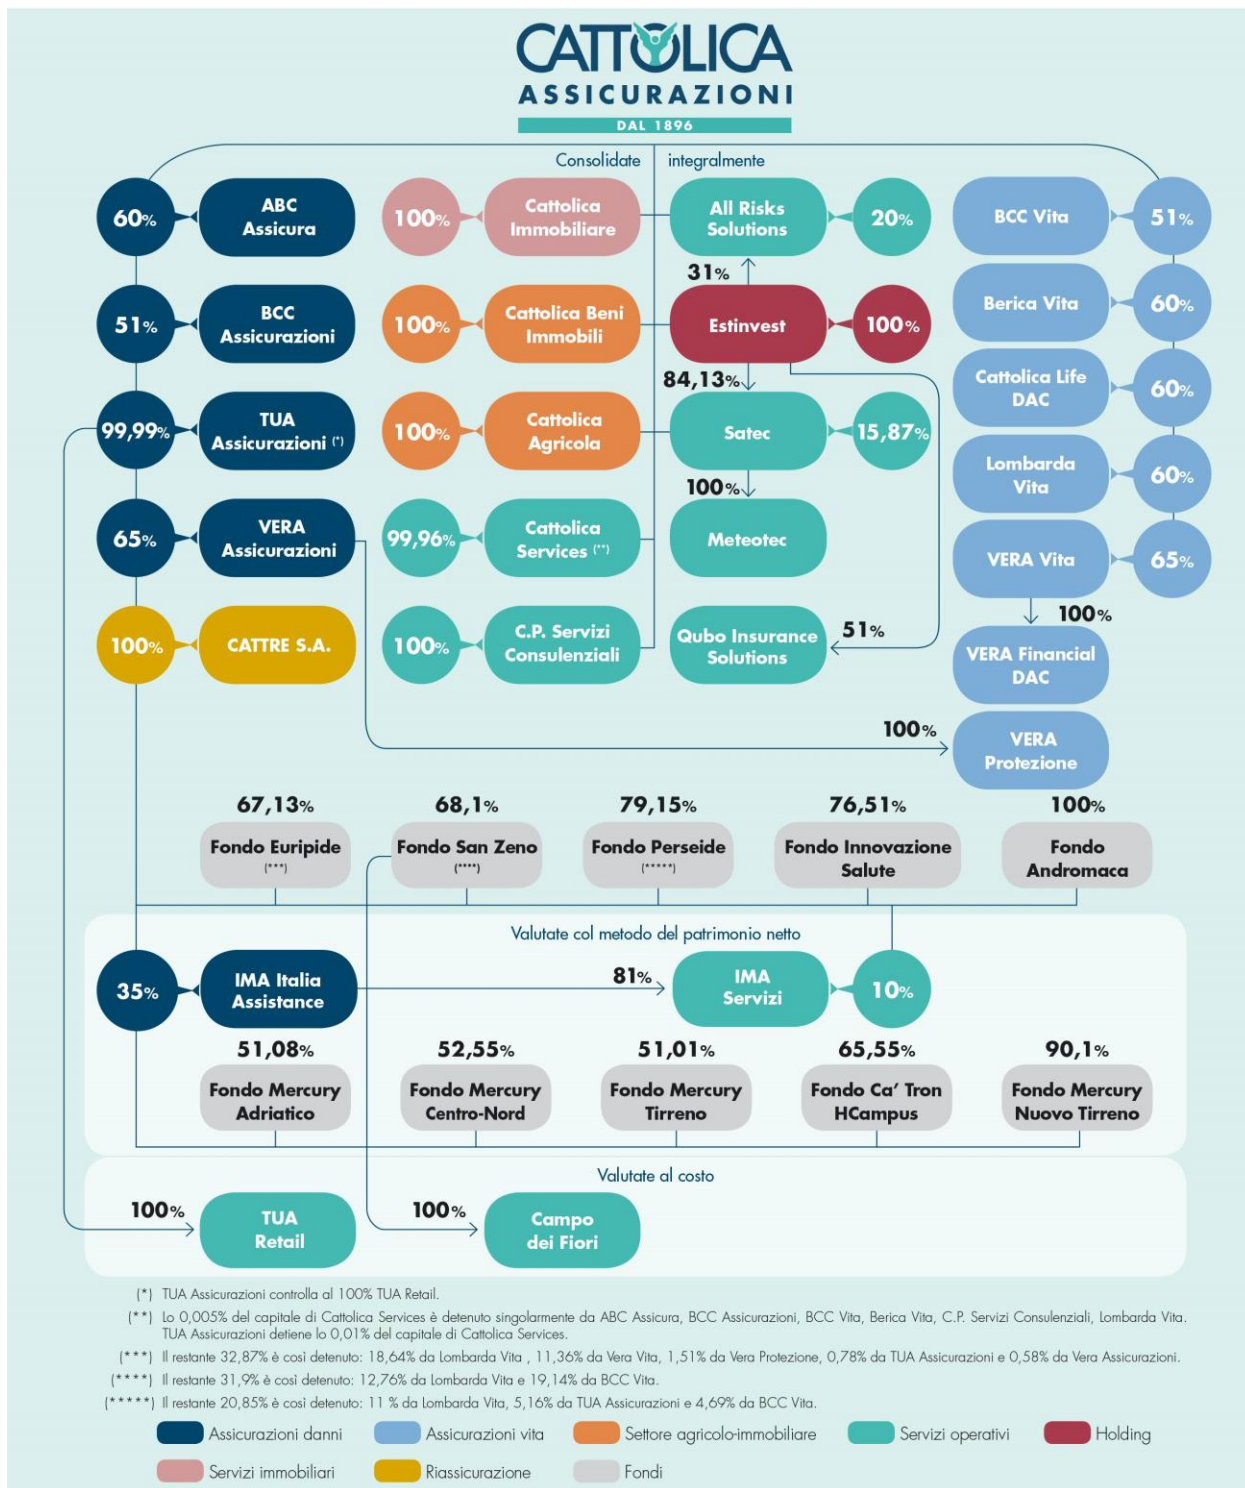 CATTOLICA
ASSICURAZIONI
DAL 1896
Consolidate integralmente
60%
ABC
Assicura
100%
Cattolica
Immobiliare
All Risks
Solutions
20%
BCC Vita
51%
31%
51%
BCC
Assicurazioni
100%
Cattolica Beni
Immobili
Estinvest
100%
Berica Vita
60%
84,13%
Cattolica Life
DAC
60%
99,99%
TUA
Assicurazioni (*)
100%
Cattolica
Agricola
Satec
15,87%
Lombarda
Vita
60%
100%
65%
VERA
Assicurazioni
99,96%
Cattolica
Services (**)
Meteotec
VERA Vita
65%
100%
100%
CATTRE S.A.
100%
C.P. Servizi
Consulenziali
Qubo Insurance
Solutions
51%
VERA Financial
DAC
100%
VERA
Protezione
67,13%
68,1%
79,15%
76,51%
100%
Fondo Euripide
(***)
Fondo San Zeno
(****)
Fondo Perseide
(*****)
Fondo Innovazione
Salute
Fondo
Andromaca
Valutate col metodo del patrimonio netto
35%
IMA Italia
Assistance
81%
IMA
Servizi
10%
51,08%
52,55%
51,01%
65,55%
90,1%
Fondo Mercury
Adriatico
Fondo Mercury
Centro-Nord
Fondo Mercury
Tirreno
Fondo Ca' Tron
HCampus
Fondo Mercury
Nuovo Tirreno
Valutate al costo
100%
TUA
Retail
100%
Campo
dei Fiori
(*) TUA Assicurazioni controlla al 100% TUA Retail.
(**) Lo 0,005% del capitale di Cattolica Services è detenuto singolarmente da ABC Assicura, BCC Assicurazioni, BCC Vita, Berica Vita, C.P. Servizi Consulenziali, Lombarda Vita.
TUA Assicurazioni detiene lo 0,01% del capitale di Cattolica Services.
(***) Il restante 32,87% è così detenuto: 18,64% da Lombarda Vita , 11,36% da Vera Vita, 1,51% da Vera Protezione, 0,78% da TUA Assicurazioni e 0,58% da Vera Assicurazioni.
(****) Il restante 31,9% è così detenuto: 12,76% da Lombarda Vita e 19,14% da BCC Vita.
(*****) Il restante 20,85% è così detenuto: 11 % da Lombarda Vita, 5,16% da TUA Assicurazioni e 4,69% da BCC Vita.
Assicurazioni danni
Assicurazioni vita
Settore agricolo-immobiliare
Servizi operativi
Holding
Servizi immobiliari
Riassicurazione
Fondi